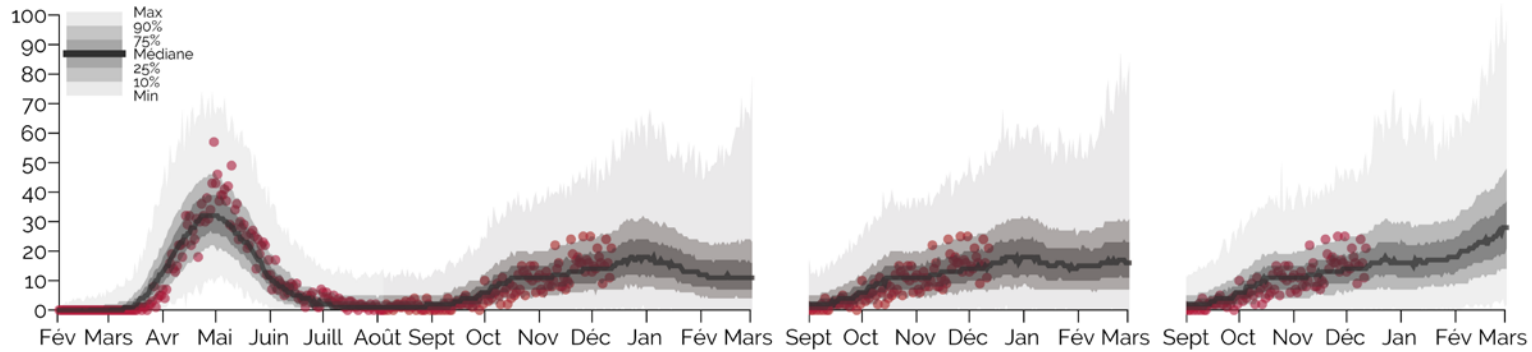 Max
90%
75%
Médiane
25%
10%
Min
100
90
80
70
60
50
40
30
20
10
0
Fév Mars Avr Mai Juin Juill Août Sept Oct Nov Déc Jan Fév Mars
Sept Oct Nov Déc Jan Fév Mars
Sept Oct Nov Déc Jan Fév Mars